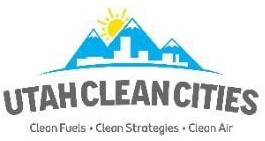 UTAH CLEAN CITIES
Clean Fuels • Clean Strategies • Clean Air